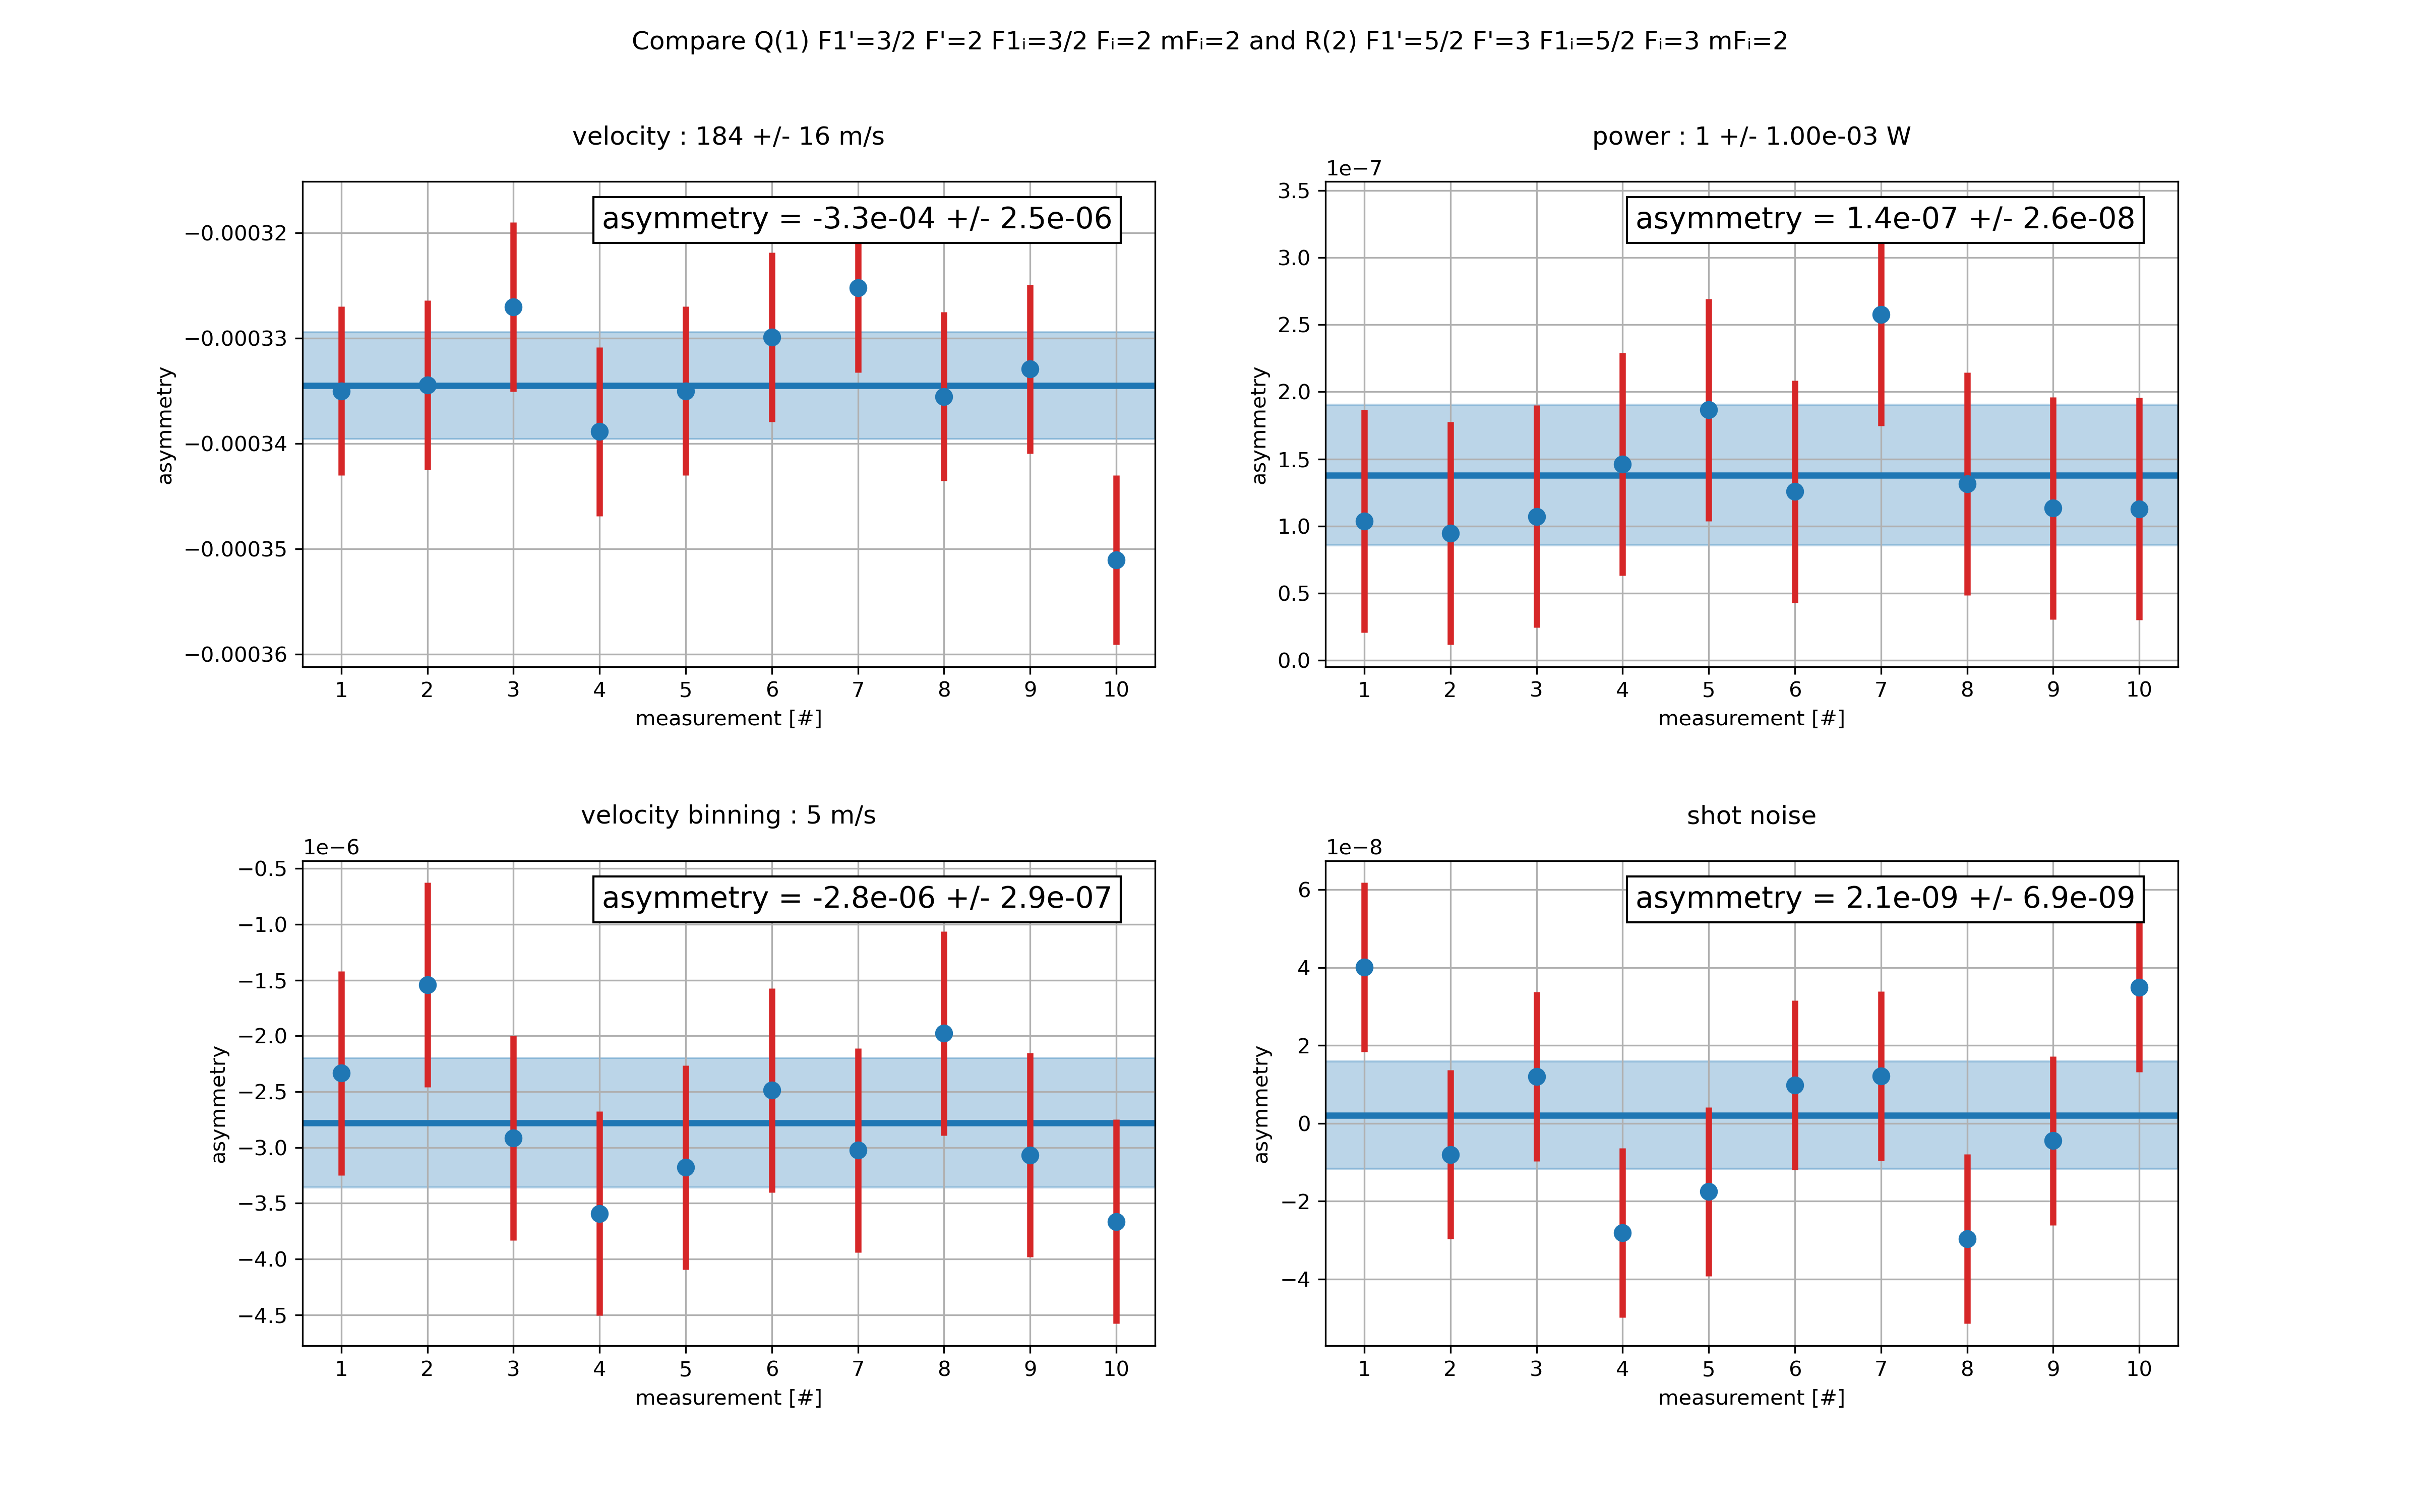 Compare Q(1) F1'=3/2 F'=2 F1ᵢ=3/2 Fᵢ=2 mFᵢ=2 and R(2) F1'=5/2 F'=3 F1ᵢ=5/2 Fᵢ=3 mFᵢ=2
velocity : 184 +/- 16 m/s
asymmetry = -3.3e-04 +/- 2.5e-06
asymmetry
−0.00032
−0.00033
−0.00034
−0.00035
−0.00036
1 2 3 4 5 6 7 8 9 10
measurement [#]
power : 1 +/- 1.00e-03 W
1e−7
asymmetry = 1.4e-07 +/- 2.6e-08
asymmetry
3.5
3.0
2.5
2.0
1.5
1.0
0.5
0.0
1 2 3 4 5 6 7 8 9 10
measurement [#]
velocity binning : 5 m/s
1e−6
asymmetry = -2.8e-06 +/- 2.9e-07
asymmetry
−0.5
−1.0
−1.5
−2.0
−2.5
−3.0
−3.5
−4.0
−4.5
1 2 3 4 5 6 7 8 9 10
measurement [#]
shot noise
1e−8
asymmetry = 2.1e-09 +/- 6.9e-09
asymmetry
6
4
2
0
−2
−4
1 2 3 4 5 6 7 8 9 10
measurement [#]